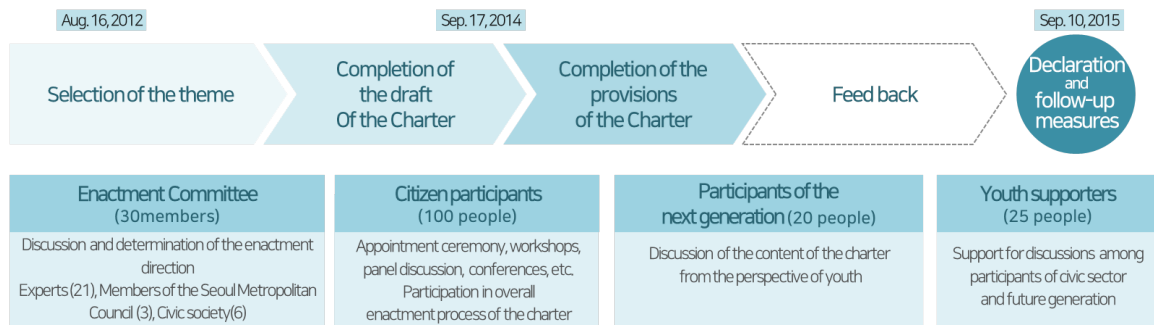 Aug. 16, 2012
Sep. 17, 2014
Sep. 10, 2015
Selection of the theme
Completion of
the draft
Of the Charter
Completion of the
provisions
of the Charter
Feed back
Declaration
and
follow-up
measures
Enactment Committee
(30members)
Discussion and determination of the enactment
direction
Experts (21), Members of the Seoul Metropolitan
Council (3), Civic society(6)
Citizen participants
(100 people)
Appointment ceremony, workshops,
panel discussion, conferences, etc.
Participation in overall
enactment process of the charter
Participants of the
next generation (20 people)
Discussion of the content of the charter
from the perspective of youth
Youth supporters
(25 people)
Support for discussions among
participants of civic sector
and future generation